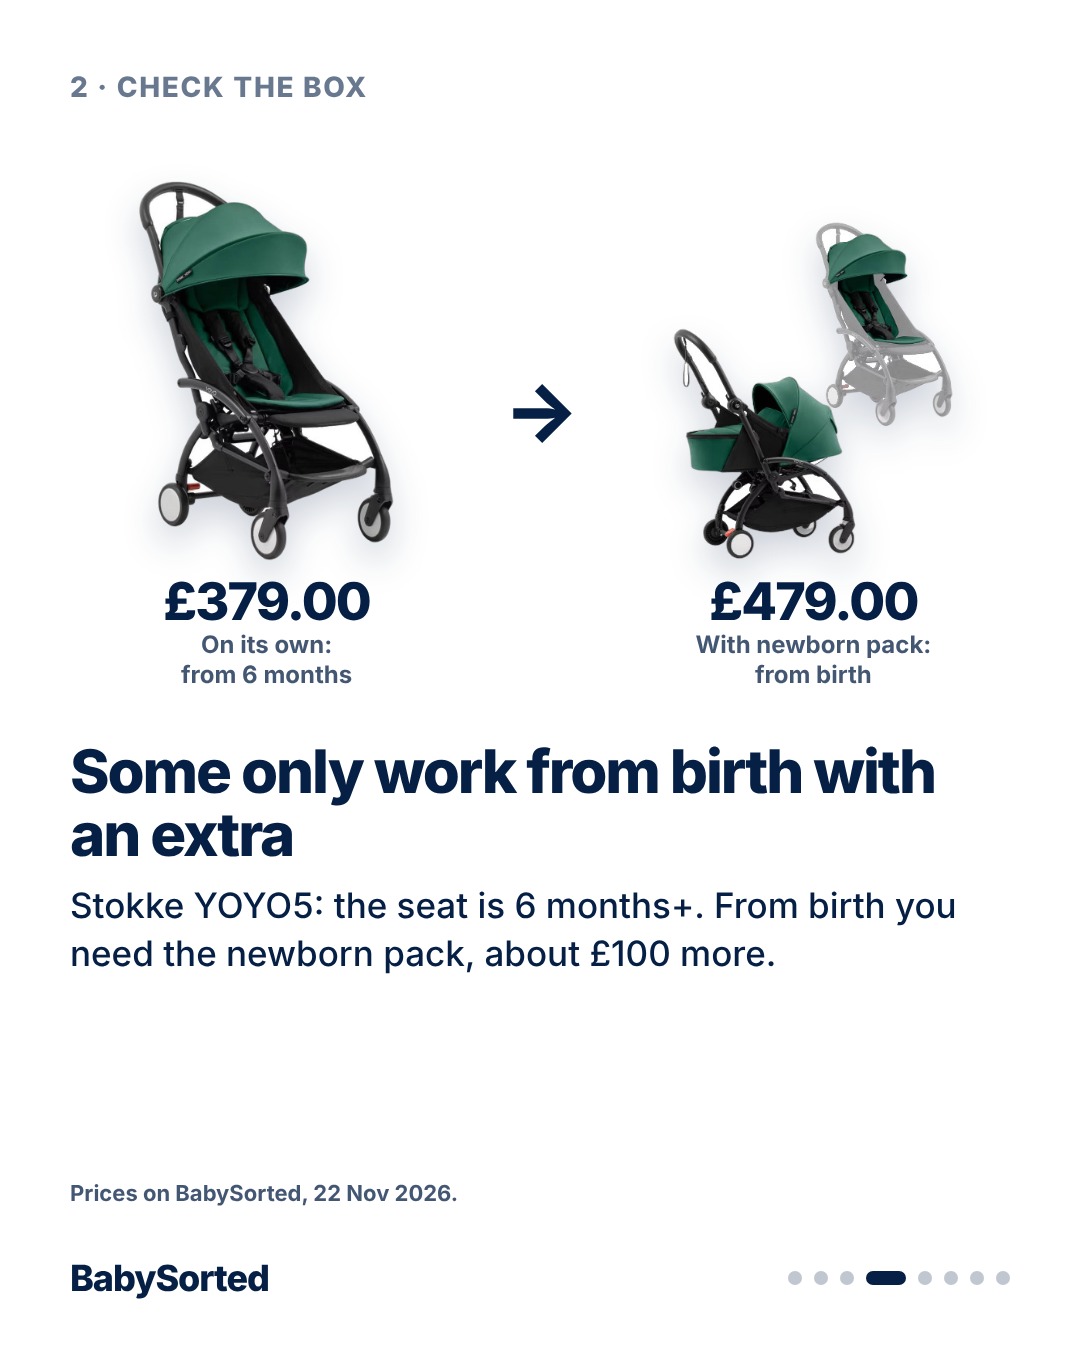 2 · CHECK THE BOX
£379.00
On its own:
from 6 months
£479.00
With newborn pack:
from birth
Some only work from birth with
an extra
Stokke YOYO5: the seat is 6 months+. From birth you
need the newborn pack, about £100 more.
Prices on BabySorted, 22 Nov 2026.
BabySorted